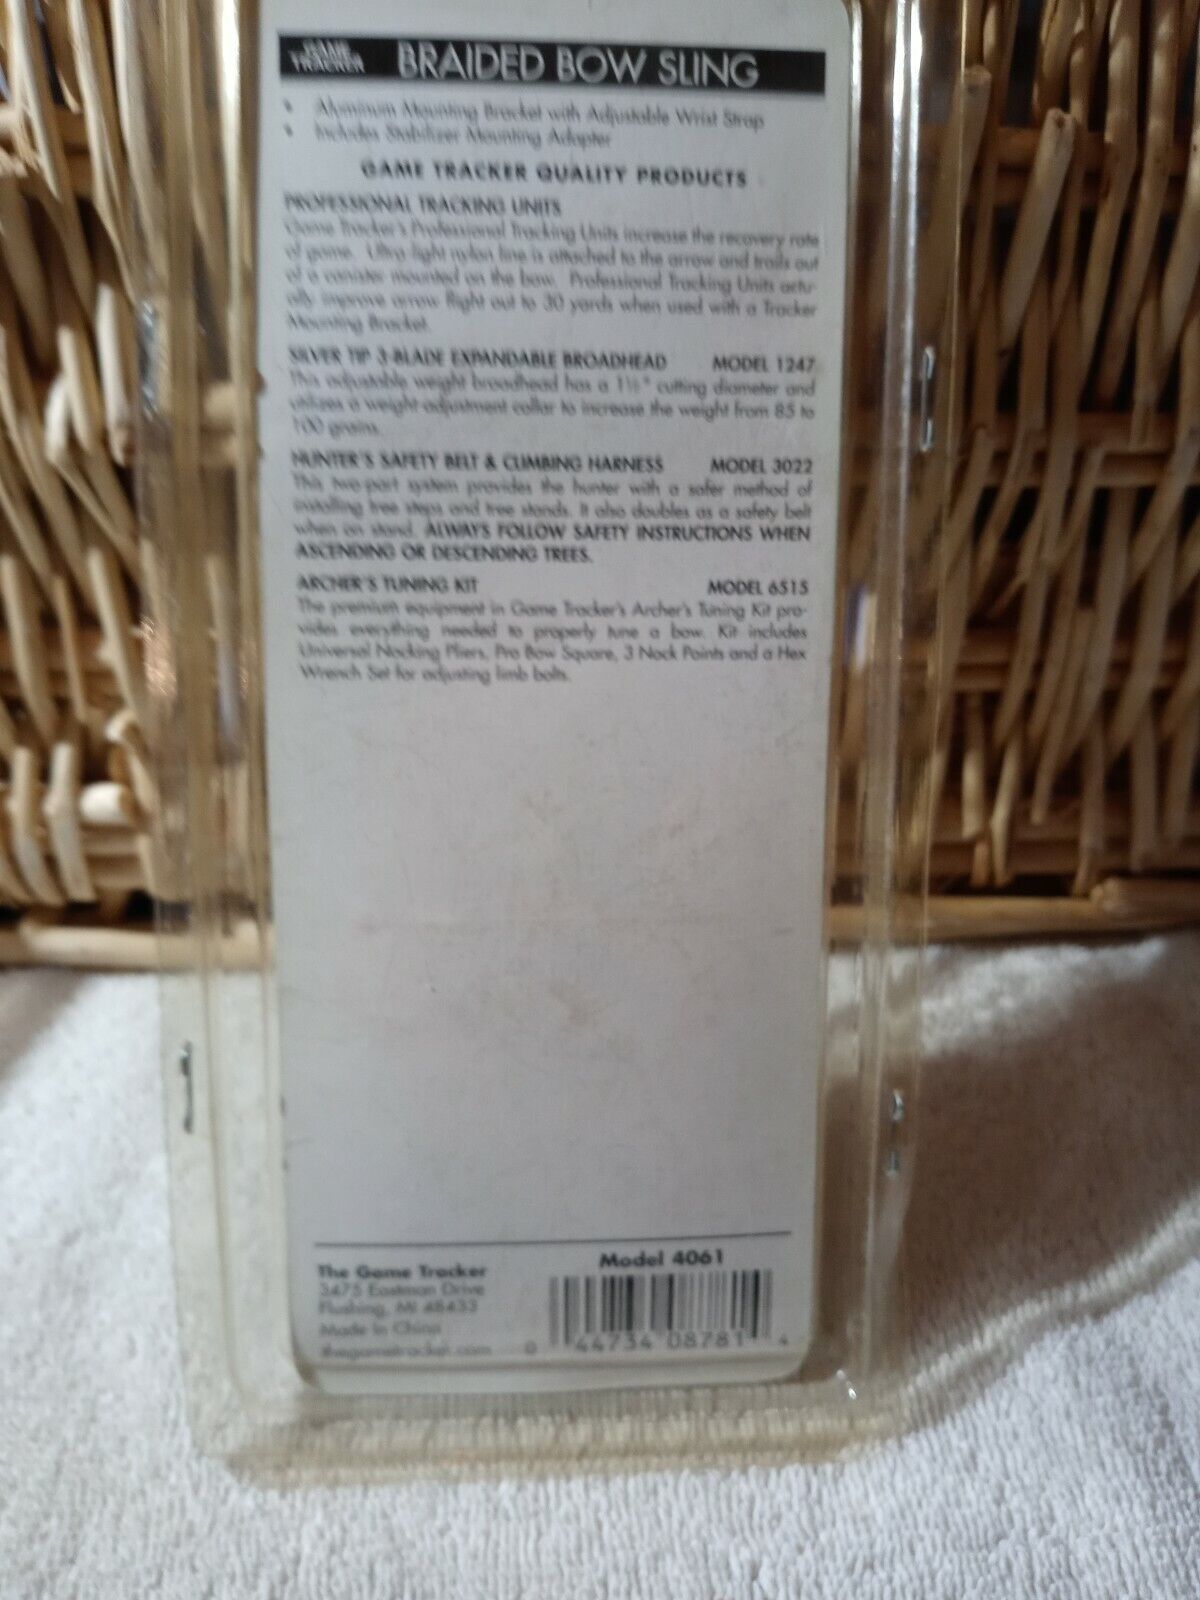 GAME
TRACKER
BRAIDED BOW SLING
• Aluminum Mounting Bracket with Adjustable Wrist Strap
• Includes Stabilizer Mounting Adapter
GAME TRACKER QUALITY PRODUCTS
PROFESSIONAL TRACKING UNITS
Game Tracker's Professional Tracking Units increase the recovery rate
of game. Ultra-light nylon line is attached to the arrow and trails out
of a canister mounted on the bow. Professional Tracking Units actu-
ally improve arrow flight out to 30 yards when used with a Tracker
Mounting Bracket.
SILVER TIP 3-BLADE EXPANDABLE BROADHEAD MODEL 1247
This adjustable weight broadhead has a 1½" cutting diameter and
utilizes a weight-adjustment collar to increase the weight from 85 to
100 grains.
HUNTER'S SAFETY BELT & CLIMBING HARNESS MODEL 3022
This two-part system provides the hunter with a safer method of
installing tree steps and tree stands. It also doubles as a safety belt
when on stand. ALWAYS FOLLOW SAFETY INSTRUCTIONS WHEN
ASCENDING OR DESCENDING TREES.
ARCHER'S TUNING KIT MODEL 6515
The premium equipment in Game Tracker's Archer's Tuning Kit pro-
vides everything needed to properly tune a bow. Kit includes
Universal Nocking Pliers, Pro Bow Square, 3 Nock Points and a Hex
Wrench Set for adjusting limb bolts.
The Game Tracker
3475 Eastman Drive
Flushing, MI 48433
Made In China
thegametracker.com
Model 4061
0 44734 08781 4